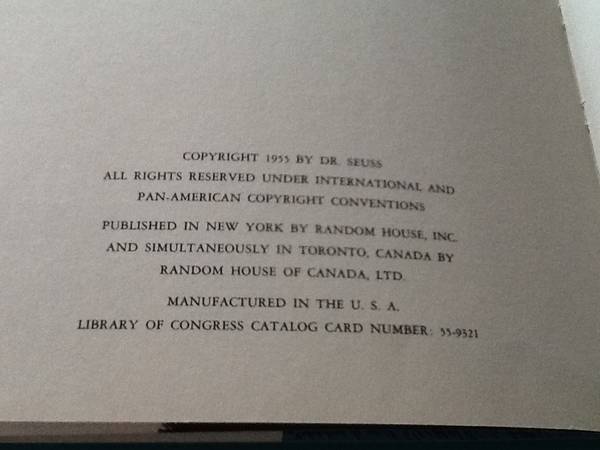 COPYRIGHT 1955 BY DR. SEUSS
ALL RIGHTS RESERVED UNDER INTERNATIONAL AND
PAN-AMERICAN COPYRIGHT CONVENTIONS
PUBLISHED IN NEW YORK BY RANDOM HOUSE, INC.
AND SIMULTANEOUSLY IN TORONTO, CANADA BY
RANDOM HOUSE OF CANADA, LTD.
MANUFACTURED IN THE U. S. A.
LIBRARY OF CONGRESS CATALOG CARD NUMBER: 55-9321